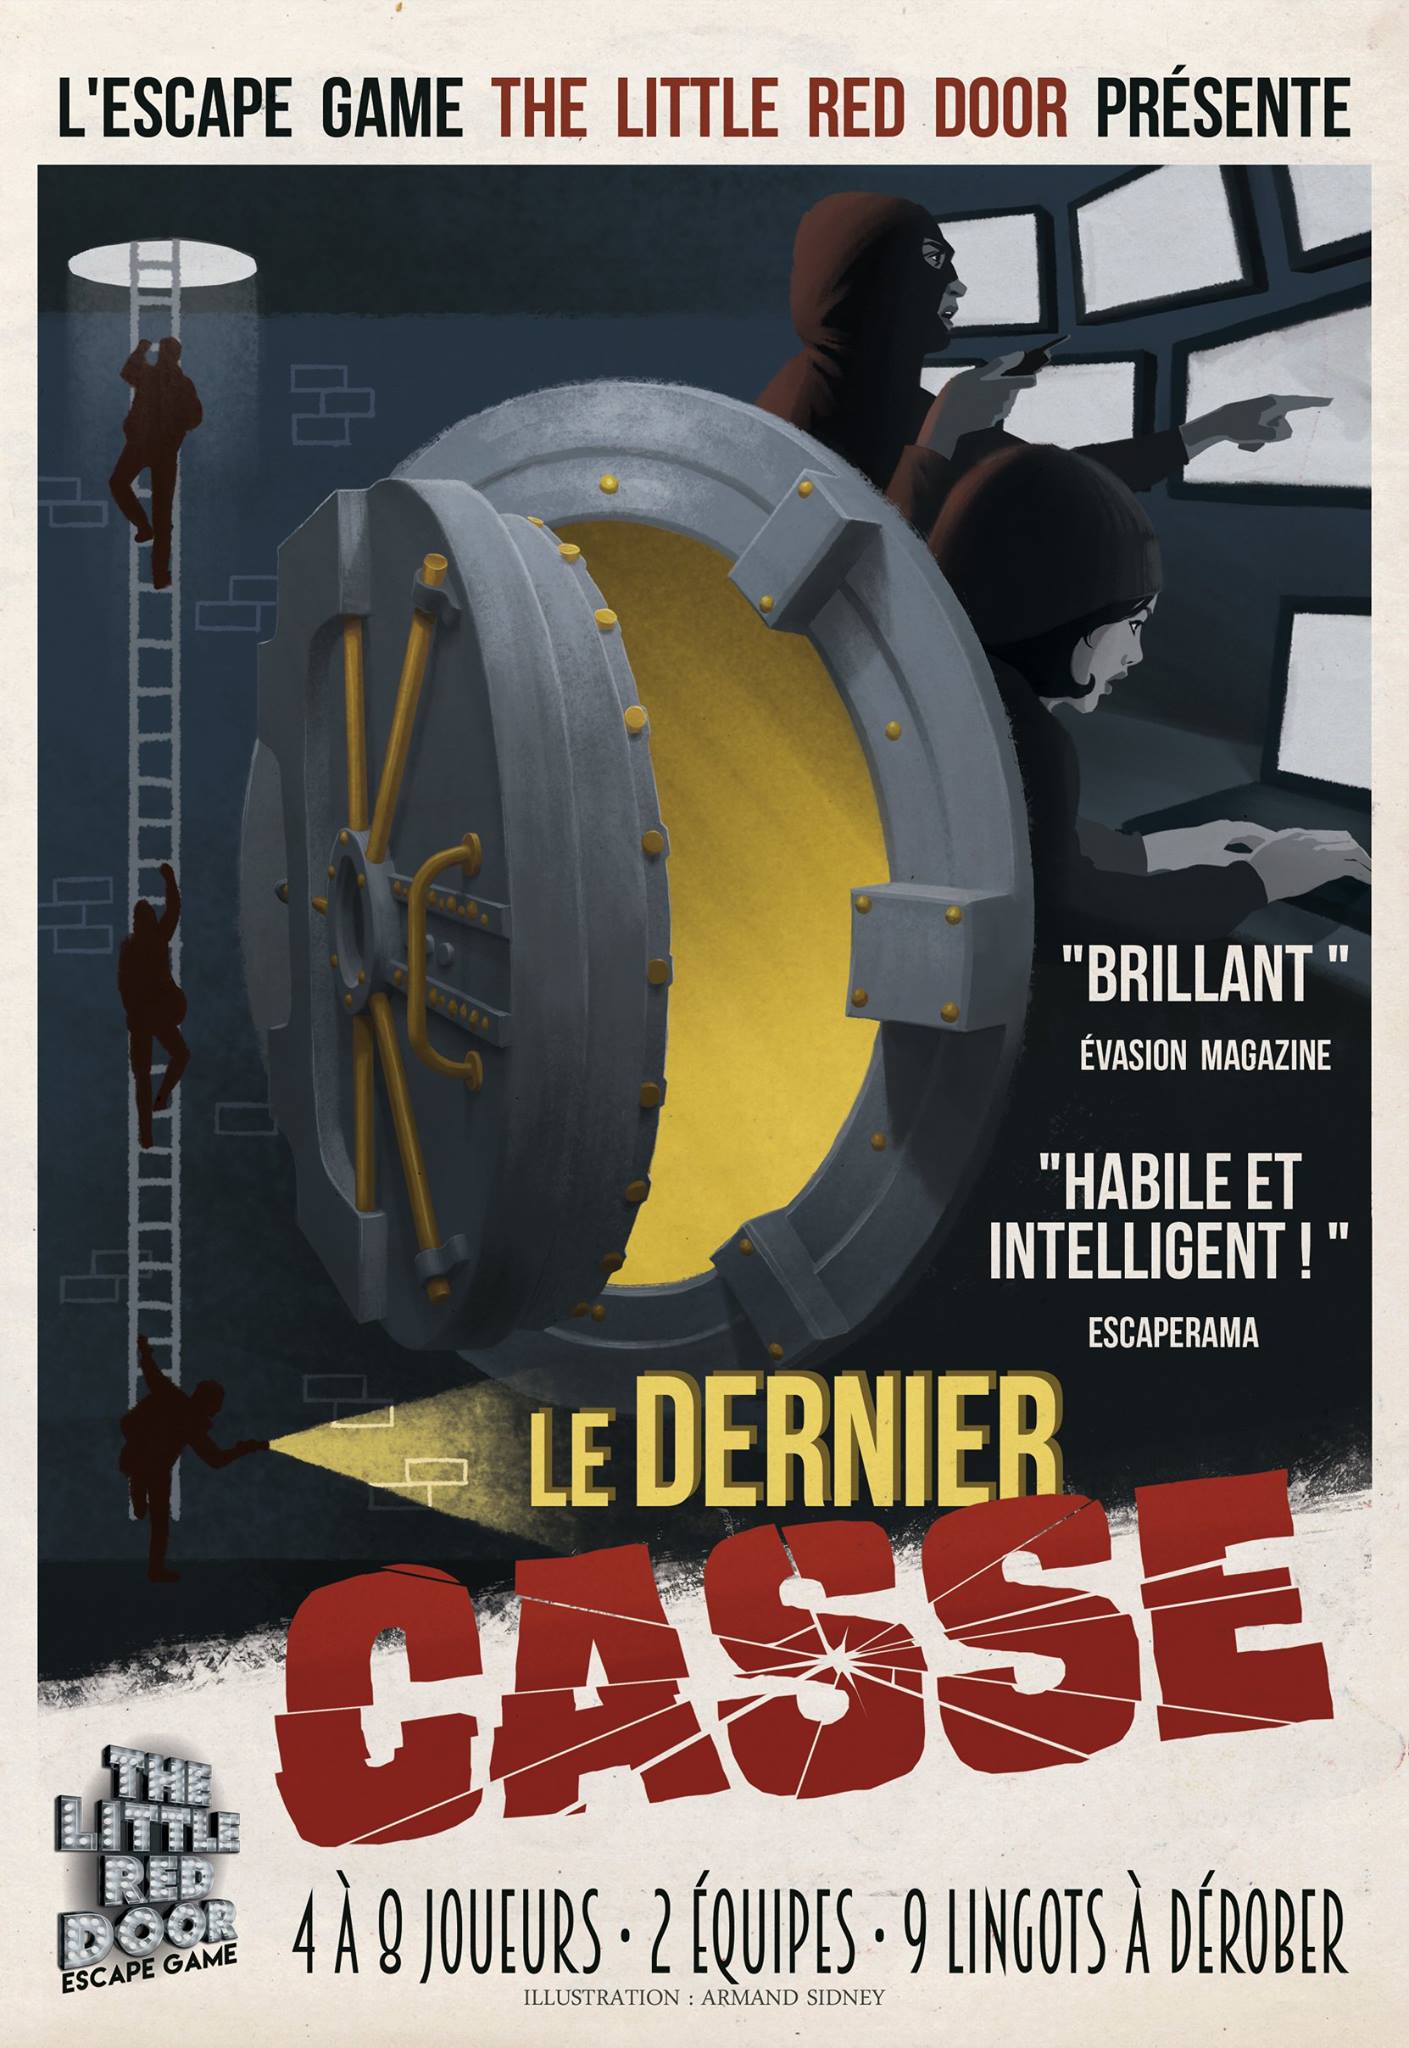 L'ESCAPE GAME THE LITTLE RED DOOR PRÉSENTE
"BRILLANT "
ÉVASION MAGAZINE
"HABILE ET
INTELLIGENT ! "
ESCAPERAMA
LE DERNIER
CASSE
THE
LITTLE
RED
DOOR
ESCAPE GAME
4 À 8 JOUEURS • 2 ÉQUIPES • 9 LINGOTS À DÉROBER
ILLUSTRATION : ARMAND SIDNEY